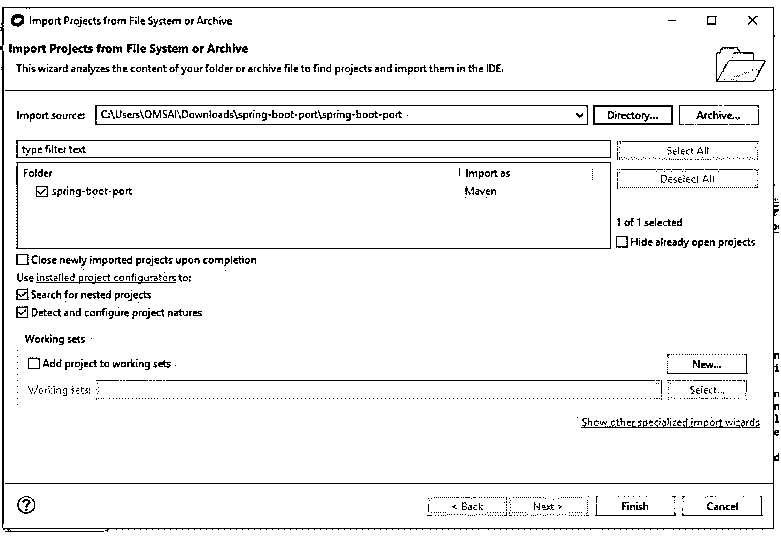 Import Projects from File System or Archive
Import Projects from File System or Archive
This wizard analyzes the content of your folder or archive file to find projects and import them in the IDE.
Import source: C:\Users\OMSAI\Downloads\spring-boot-port\spring-boot-port Directory... Archive...
type filter text Select All
Folder Import as Deselect All
spring-boot-port Maven
1 of 1 selected
Hide already open projects
Close newly imported projects upon completion
Use installed project configurators to:
Search for nested projects
Detect and configure project natures
Working sets
Add project to working sets New...
Working sets: Select...
Show other specialized import wizards
< Back Next > Finish Cancel